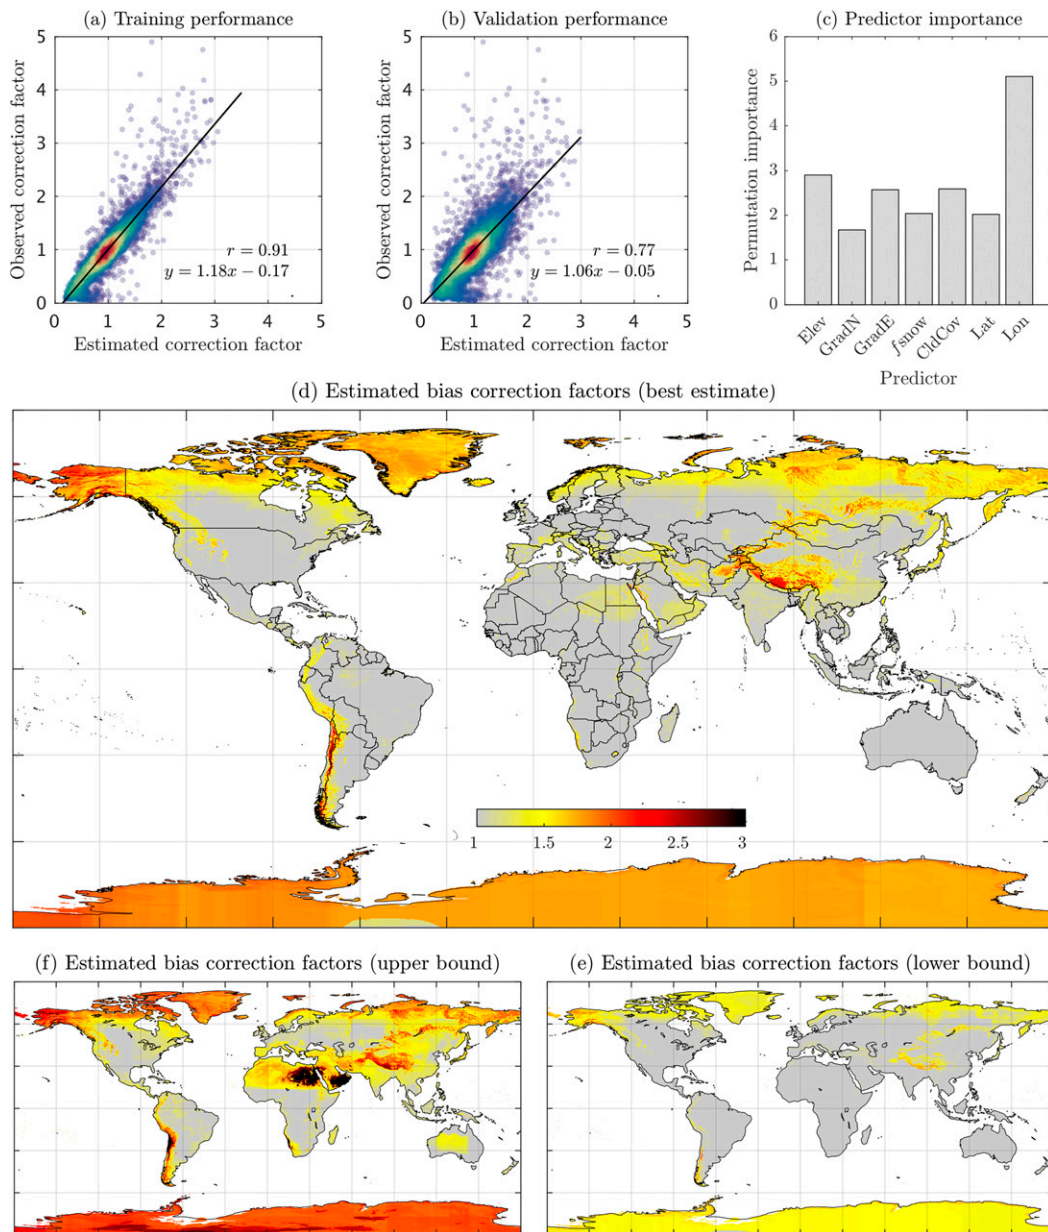 (a) Training performance
(b) Validation performance
(c) Predictor importance
Observed correction factor
5
4
3
2
1
0
r = 0.91
y = 1.18x − 0.17
0 1 2 3 4 5
Estimated correction factor
Observed correction factor
5
4
3
2
1
0
r = 0.77
y = 1.06x − 0.05
0 1 2 3 4 5
Estimated correction factor
Permutation importance
6
5
4
3
2
1
0
Elev GradN GradE fsnow CldCov Lat Lon
Predictor
(d) Estimated bias correction factors (best estimate)
1 1.5 2 2.5 3
(f) Estimated bias correction factors (upper bound)
(e) Estimated bias correction factors (lower bound)